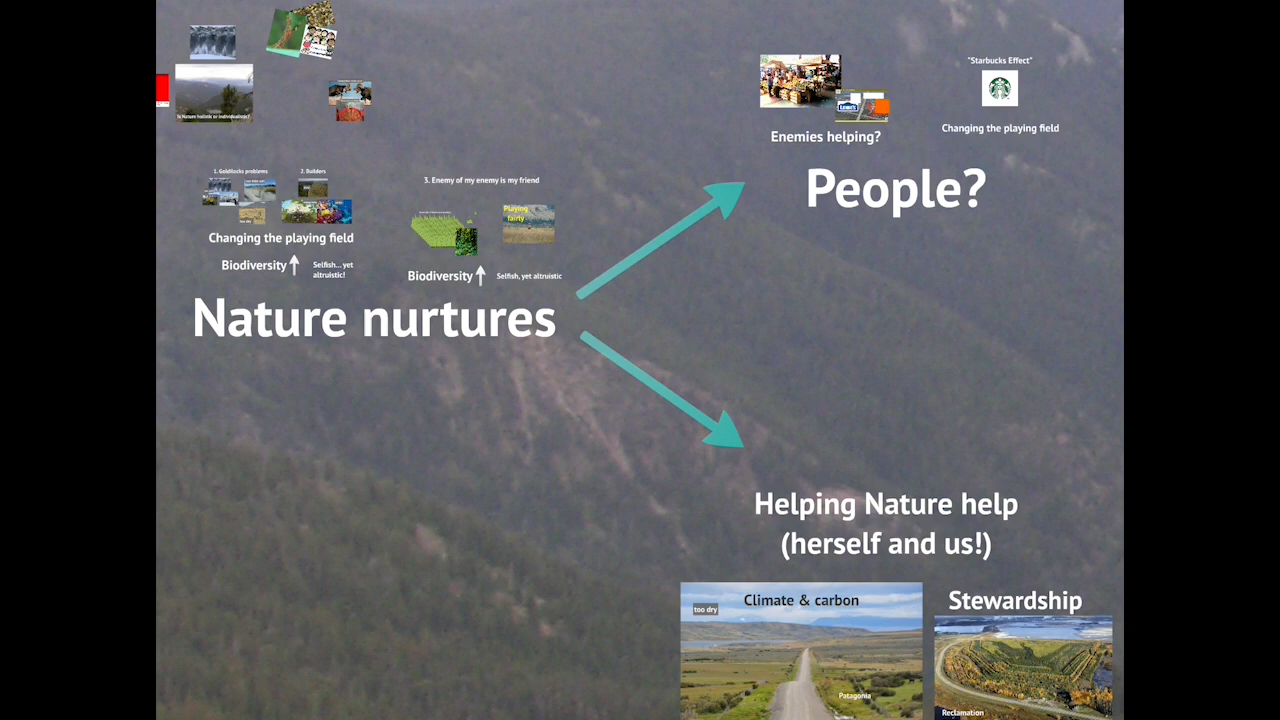 Is Nature holistic or individualistic?
"Starbucks Effect"
Lowe's
Enemies helping?
Changing the playing field
People?
1. Goldilocks problems
2. Builders
3. Enemy of my enemy is my friend
too dry
Playing
fairly
Changing the playing field
Biodiversity
Selfish... yet
altruistic!
Biodiversity
Selfish, yet altruistic
Nature nurtures
Helping Nature help
(herself and us!)
Climate & carbon
too dry
Patagonia
Stewardship
Reclamation